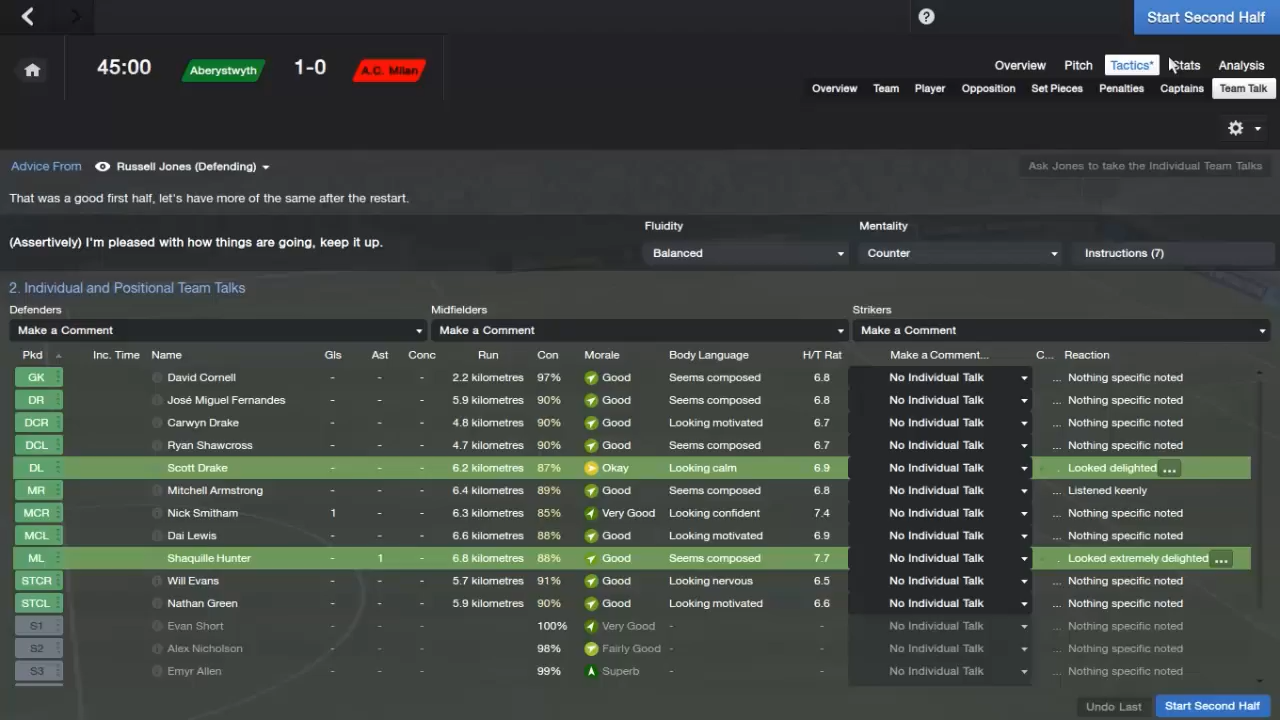 Start Second Half
45:00 Aberystwyth 1-0 A.C. Milan
Overview Pitch Tactics* Stats Analysis
Overview Team Player Opposition Set Pieces Penalties Captains Team Talk
Advice From Russell Jones (Defending) Ask Jones to take the Individual Team Talks
That was a good first half, let's have more of the same after the restart.
Fluidity Mentality
(Assertively) I'm pleased with how things are going, keep it up. Balanced Counter Instructions (7)
2. Individual and Positional Team Talks
Defenders Midfielders Strikers
Make a Comment Make a Comment Make a Comment
Pkd Inc. Time Name Gls Ast Conc Run Con Morale Body Language H/T Rat Make a Comment... C... Reaction
GK David Cornell - - - 2.2 kilometres 97% Good Seems composed 6.8 No Individual Talk ... Nothing specific noted
DR José Miguel Fernandes - - - 5.9 kilometres 90% Good Seems composed 6.8 No Individual Talk ... Nothing specific noted
DCR Carwyn Drake - - - 4.8 kilometres 90% Good Looking motivated 6.7 No Individual Talk ... Nothing specific noted
DCL Ryan Shawcross - - - 4.7 kilometres 90% Good Seems composed 6.7 No Individual Talk ... Nothing specific noted
DL Scott Drake - - - 6.2 kilometres 87% Okay Looking calm 6.9 No Individual Talk Looked delighted ...
MR Mitchell Armstrong - - - 6.4 kilometres 89% Good Seems composed 6.8 No Individual Talk ... Listened keenly
MCR Nick Smitham 1 - - 6.3 kilometres 85% Very Good Looking confident 7.4 No Individual Talk ... Nothing specific noted
MCL Dai Lewis - - - 6.6 kilometres 88% Good Looking motivated 6.9 No Individual Talk ... Nothing specific noted
ML Shaquille Hunter - 1 - 6.8 kilometres 88% Good Seems composed 7.7 No Individual Talk Looked extremely delighted ...
STCR Will Evans - - - 5.7 kilometres 91% Good Looking nervous 6.5 No Individual Talk ... Nothing specific noted
STCL Nathan Green - - - 5.9 kilometres 90% Good Looking motivated 6.6 No Individual Talk ... Nothing specific noted
S1 Evan Short 100% Very Good - - No Individual Talk ... Nothing specific noted
S2 Alex Nicholson 98% Fairly Good - - No Individual Talk ... Nothing specific noted
S3 Emyr Allen 99% Superb - - No Individual Talk ... Nothing specific noted
Undo Last Start Second Half